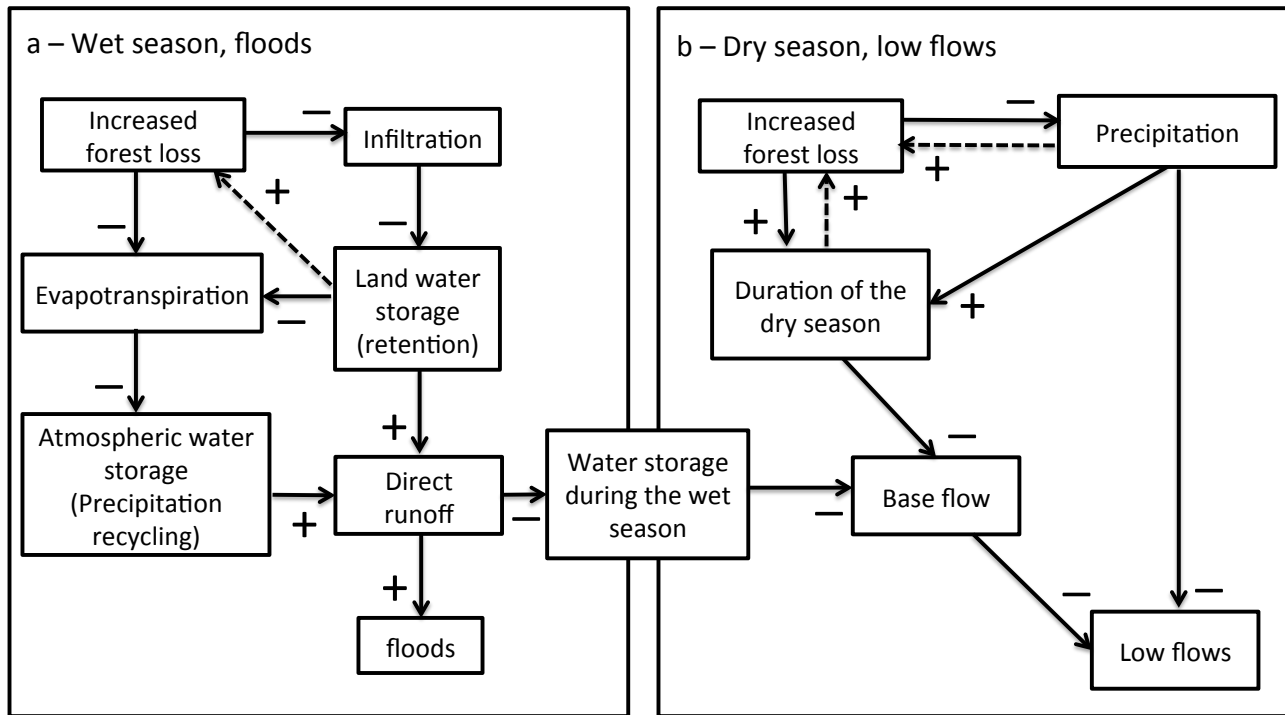 a – Wet season, floods
Increased
forest loss
–
Infiltration
+
–
–
Evapotranspiration
–
Land water
storage
(retention)
–
+
Atmospheric water
storage
(Precipitation
recycling)
+
Direct
runoff
–
Water storage
during the wet
season
+
floods
b – Dry season, low flows
Increased
forest loss
–
Precipitation
+
+
+
Duration of the
dry season
+
–
–
Base flow
–
–
Low flows